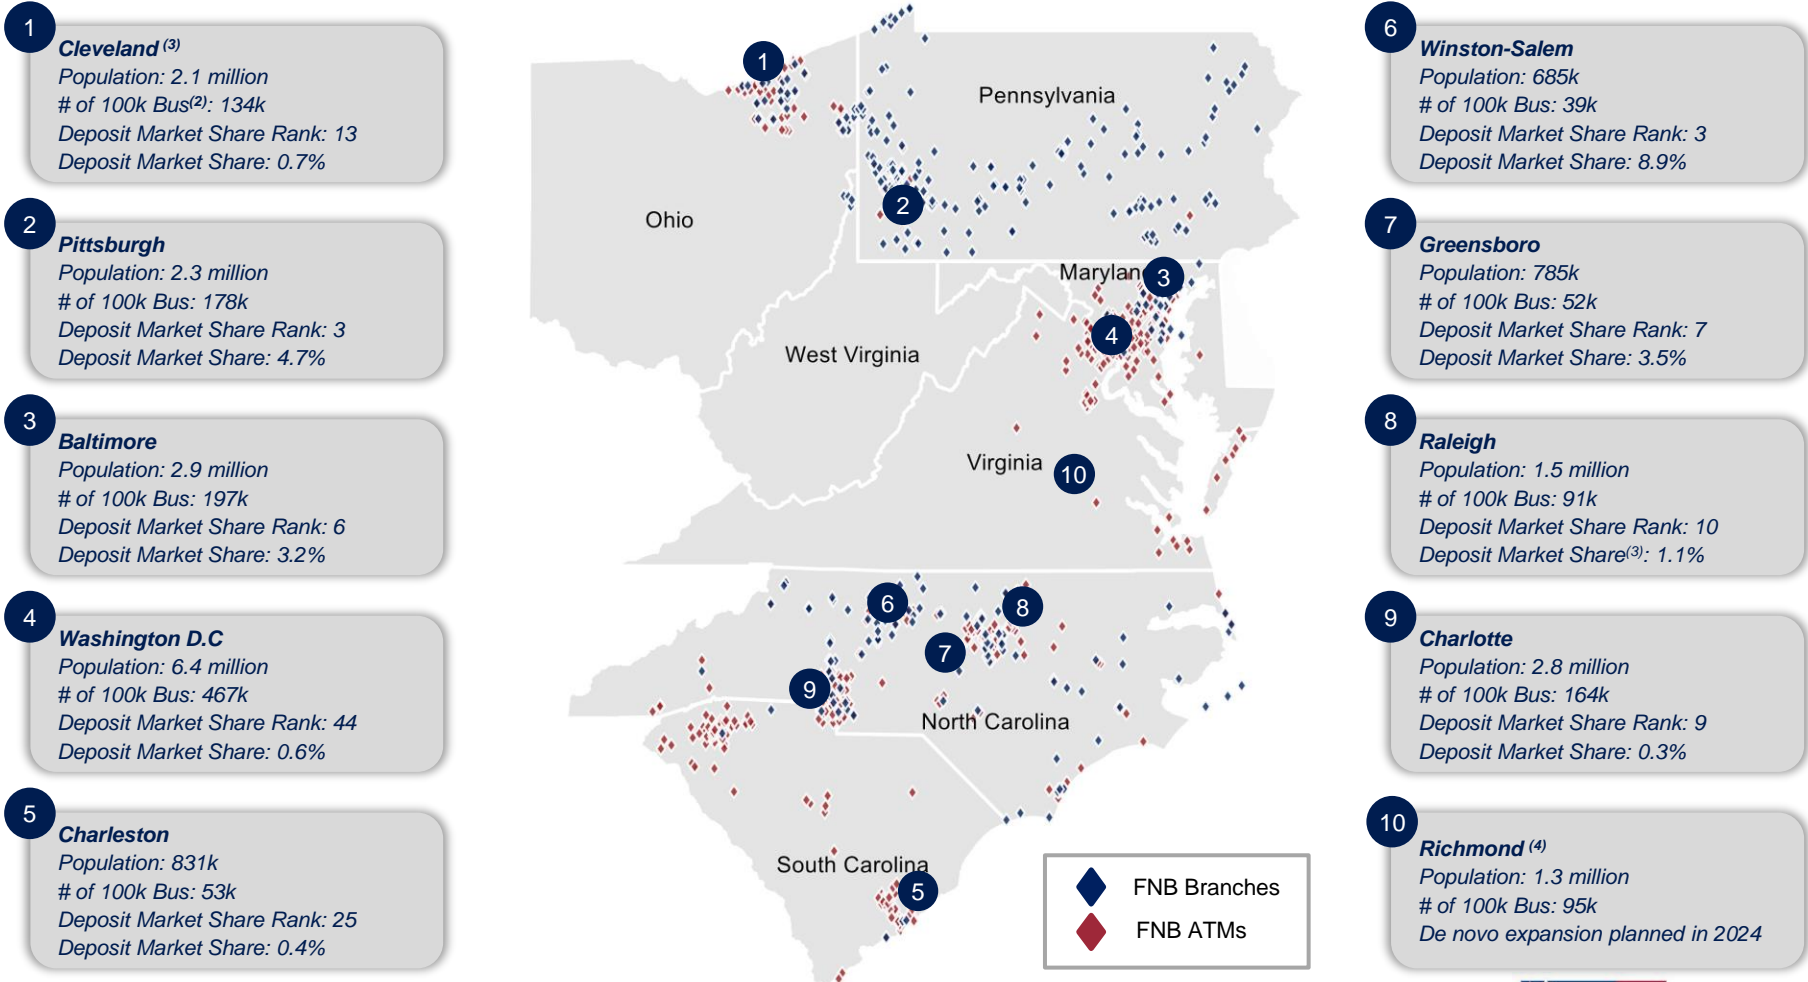 1
Cleveland (3)
Population: 2.1 million
# of 100k Bus(2): 134k
Deposit Market Share Rank: 13
Deposit Market Share: 0.7%
2
Pittsburgh
Population: 2.3 million
# of 100k Bus: 178k
Deposit Market Share Rank: 3
Deposit Market Share: 4.7%
3
Baltimore
Population: 2.9 million
# of 100k Bus: 197k
Deposit Market Share Rank: 6
Deposit Market Share: 3.2%
4
Washington D.C
Population: 6.4 million
# of 100k Bus: 467k
Deposit Market Share Rank: 44
Deposit Market Share: 0.6%
5
Charleston
Population: 831k
# of 100k Bus: 53k
Deposit Market Share Rank: 25
Deposit Market Share: 0.4%
1
Pennsylvania
2
Ohio
Marylan
3
4
West Virginia
Virginia
10
6
8
7
9
North Carolina
South Carolina
5
FNB Branches
FNB ATMs
6
Winston-Salem
Population: 685k
# of 100k Bus: 39k
Deposit Market Share Rank: 3
Deposit Market Share: 8.9%
7
Greensboro
Population: 785k
# of 100k Bus: 52k
Deposit Market Share Rank: 7
Deposit Market Share: 3.5%
8
Raleigh
Population: 1.5 million
# of 100k Bus: 91k
Deposit Market Share Rank: 10
Deposit Market Share(3): 1.1%
9
Charlotte
Population: 2.8 million
# of 100k Bus: 164k
Deposit Market Share Rank: 9
Deposit Market Share: 0.3%
10
Richmond (4)
Population: 1.3 million
# of 100k Bus: 95k
De novo expansion planned in 2024